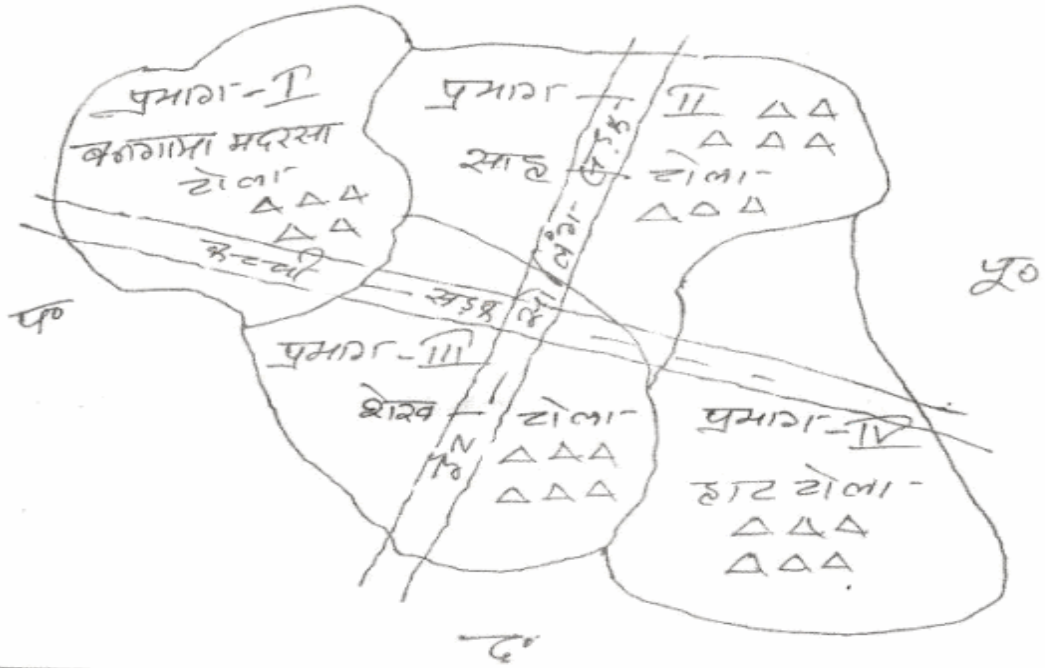 प्रभाग - I
बनगामा मदरसा
टोला
प्रभाग - II
साह टोला
कच्ची सड़क
प्रभाग - III
शेख टोला
प्रभाग - IV
हाट टोला
प०
पू०
द०